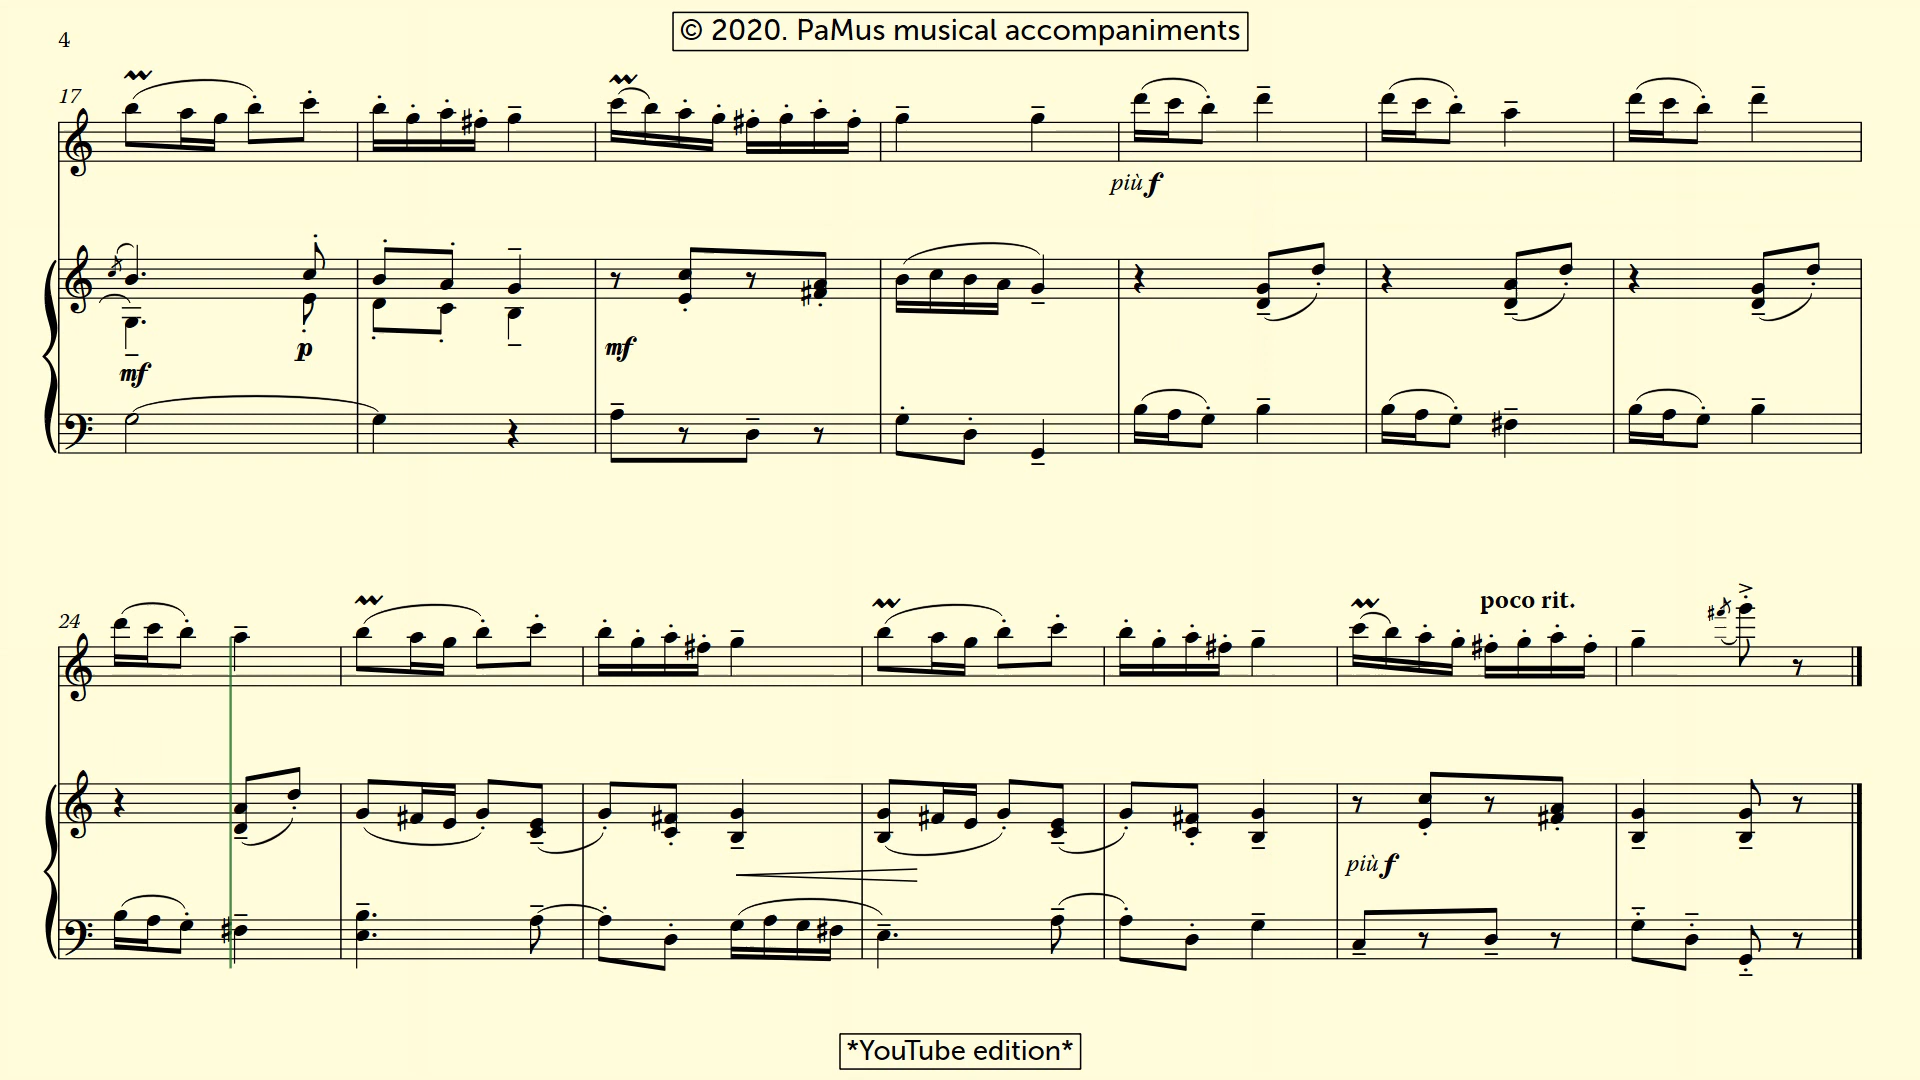 © 2020. PaMus musical accompaniments
4
17
più f
mf
p
mf
24
poco rit.
più f
*YouTube edition*